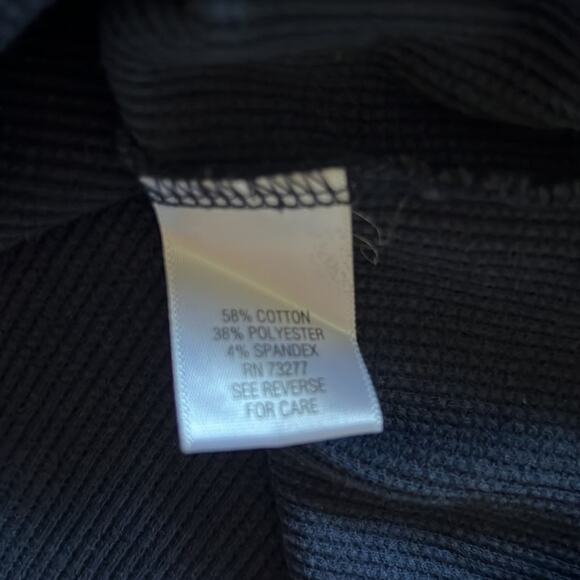 58% COTTON
38% POLYESTER
4% SPANDEX
RN 73277
SEE REVERSE
FOR CARE